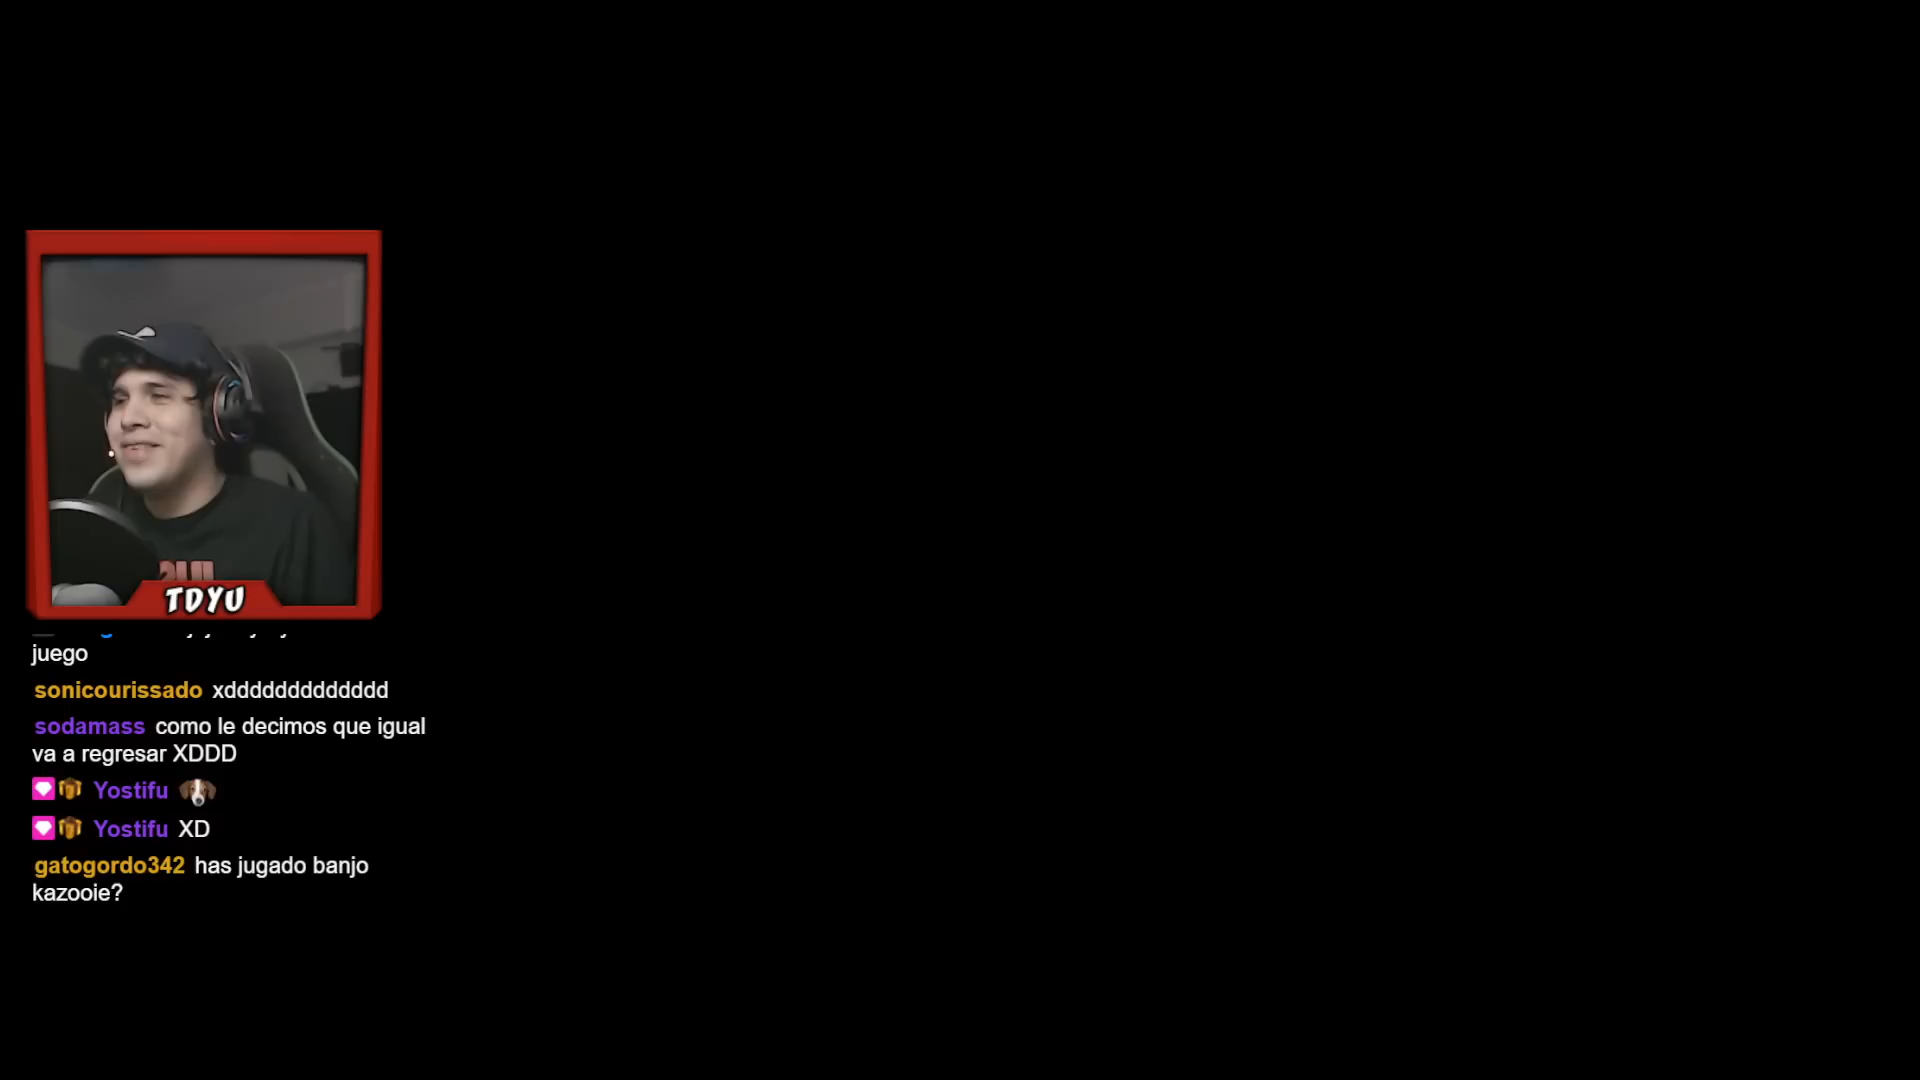 TDYU
juego
sonicourissado xddddddddddddd
sodamass como le decimos que igual
va a regresar XDDD
Yostifu
Yostifu XD
gatogordo342 has jugado banjo
kazooie?